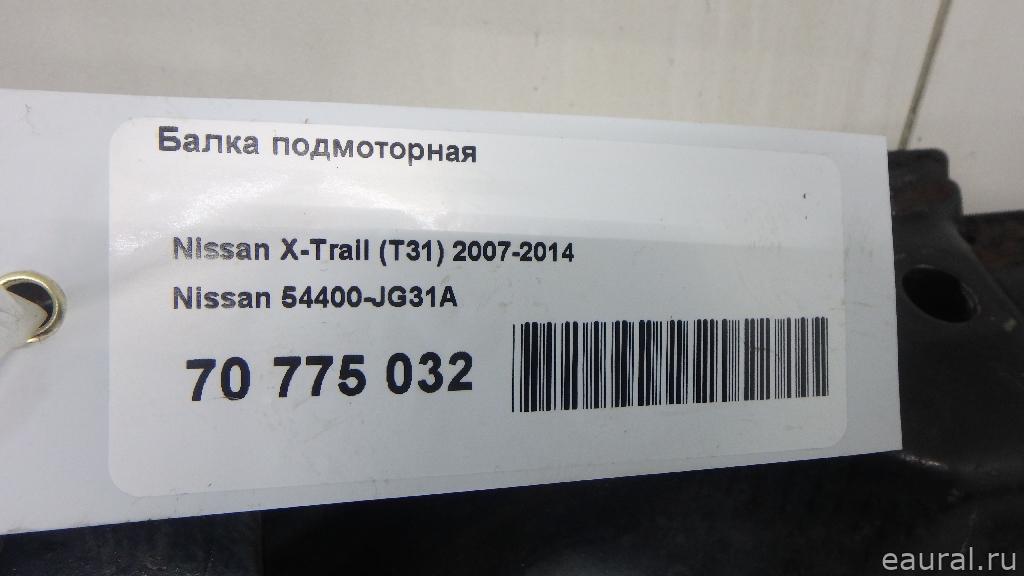 Балка подмоторная
Nissan X-Trail (T31) 2007-2014
Nissan 54400-JG31A
70 775 032
eaural.ru